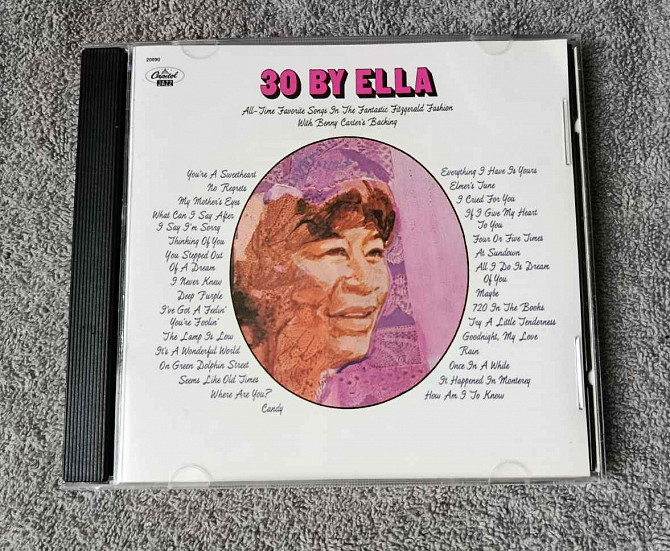 20090
Capitol
JAZZ
30 BY ELLA
All-Time Favorite Songs In The Fantastic Fitzgerald Fashion
With Benny Carter's Backing
You're A Sweetheart
No Regrets
My Mother's Eyes
What Can I Say After
I Say I'm Sorry
Thinking Of You
You Stepped Out
Of A Dream
I Never Knew
Deep Purple
I've Got A Feelin'
You're Foolin'
The Lamp Is Low
It's A Wonderful World
On Green Dolphin Street
Seems Like Old Times
Where Are You?
Candy
Everything I Have Is Yours
Elmer's Tune
I Cried For You
If I Give My Heart
To You
Four Or Five Times
At Sundown
All I Do Is Dream
Of You
Maybe
720 In The Books
Try A Little Tenderness
Goodnight, My Love
Rain
Once In A While
It Happened In Monterey
How Am I To Know